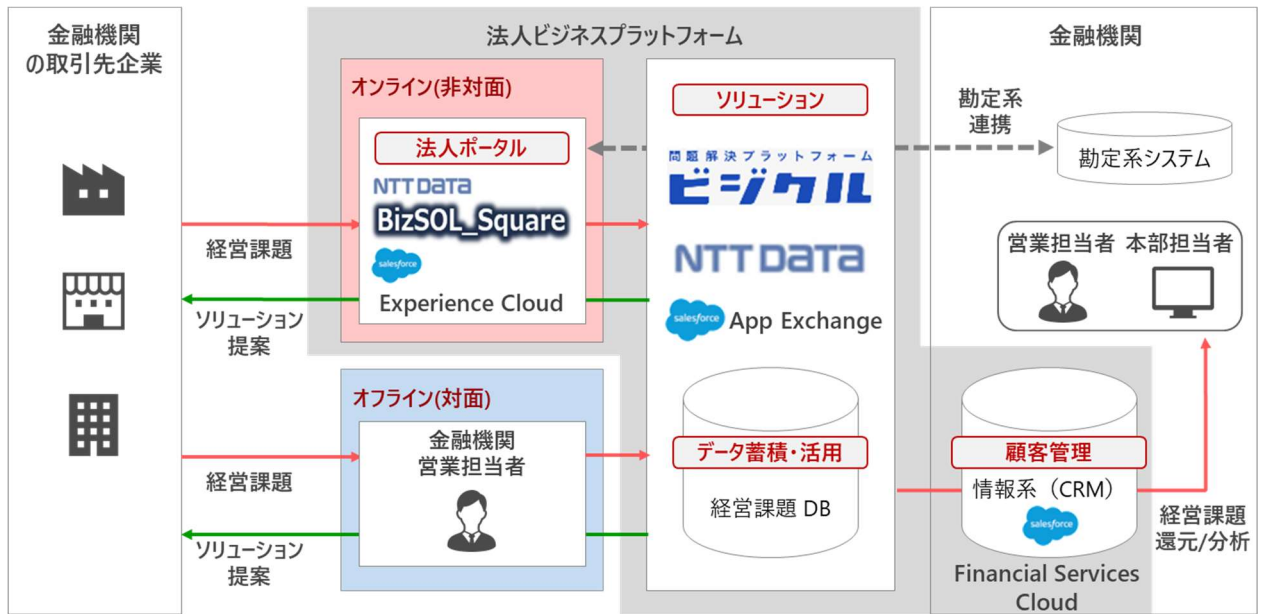 金融機関
の取引先企業
経営課題
ソリューション
提案
経営課題
ソリューション
提案
法人ビジネスプラットフォーム
オンライン(非対面)
法人ポータル
NTT DATA
BizSOL_Square
salesforce
Experience Cloud
オフライン(対面)
金融機関
営業担当者
ソリューション
問題解決プラットフォーム
ビジクル
NTT DATA
salesforce App Exchange
データ蓄積・活用
経営課題 DB
金融機関
勘定系
連携
勘定系システム
営業担当者 本部担当者
顧客管理
情報系（CRM）
salesforce
Financial Services
Cloud
経営課題
還元/分析